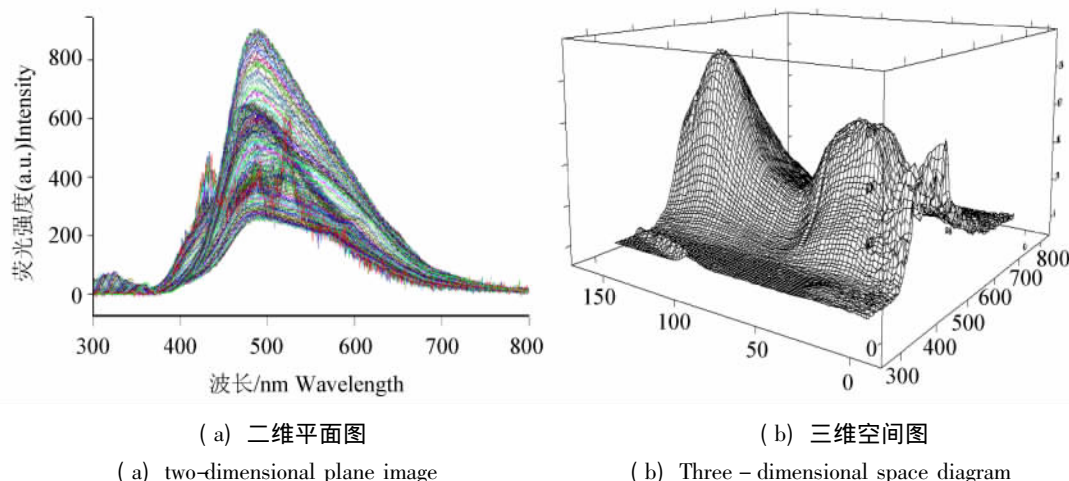 800
600
400
200
0
荧光强度(a.u.)Intensity
300 400 500 600 700 800
波长/nm Wavelength
150
100
50
0
0
300
400
500
600
700
800
(a) 二维平面图
(b) 三维空间图
(a) two-dimensional plane image
(b) Three - dimensional space diagram